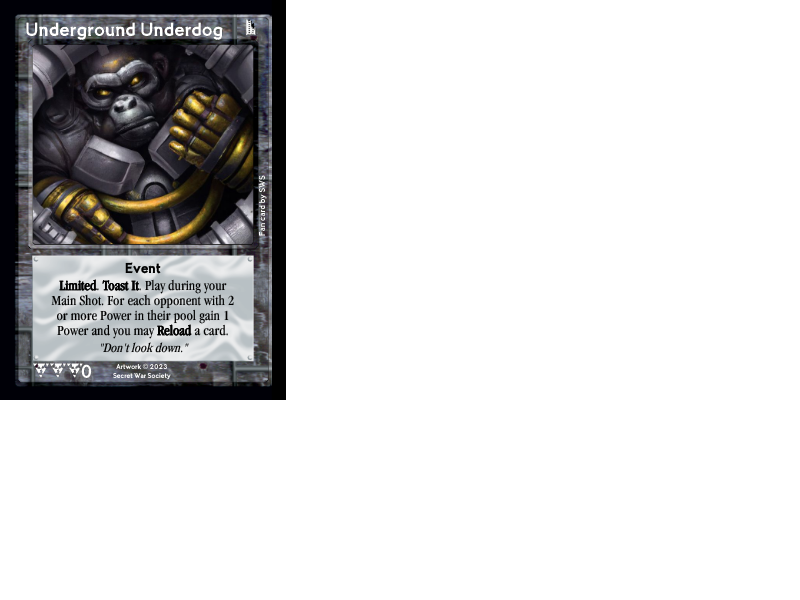 Underground Underdog
Fan card by SWS
Event
Limited. Toast It. Play during your
Main Shot. For each opponent with 2
or more Power in their pool gain 1
Power and you may Reload a card.
"Don't look down."
0
Artwork © 2023
Secret War Society